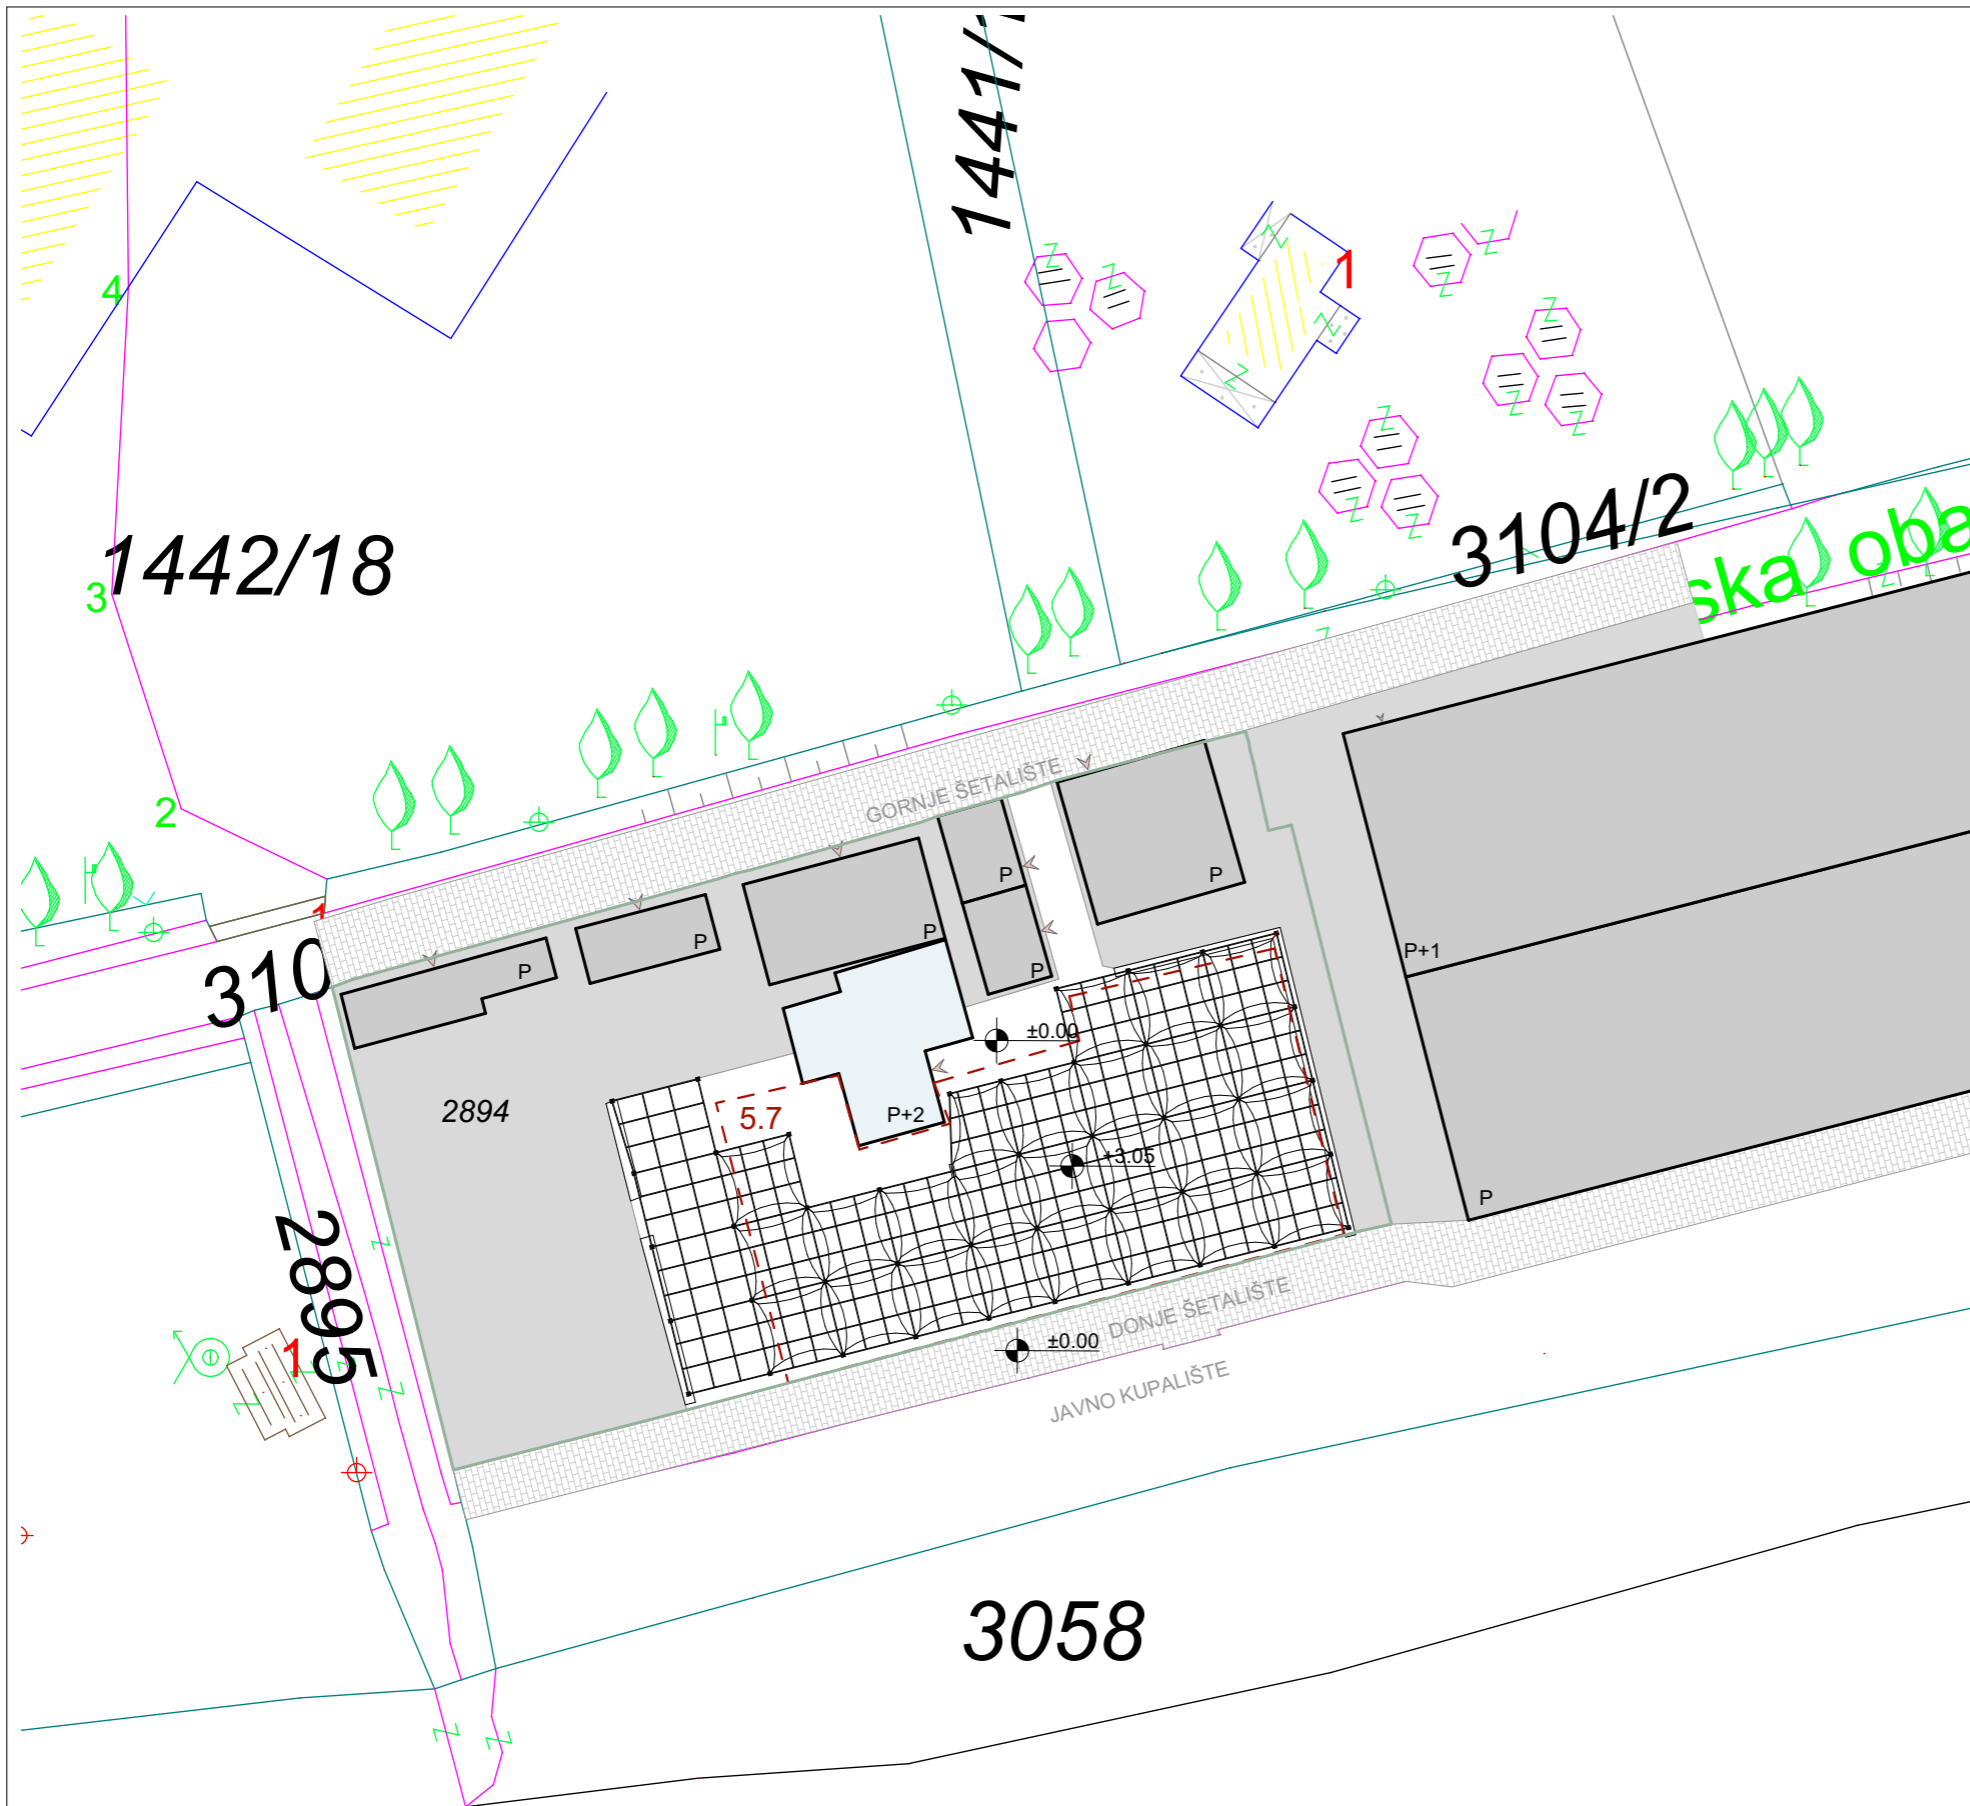 1441/
4
1
1442/18
3104/2
3
ska oba
2
GORNJE ŠETALIŠTE
P
P
P
P
P
P
310
P+1
±0.00
2894
5.7
P+2
+3.05
P
2895
DONJE ŠETALIŠTE
±0.00
1
JAVNO KUPALIŠTE
3058